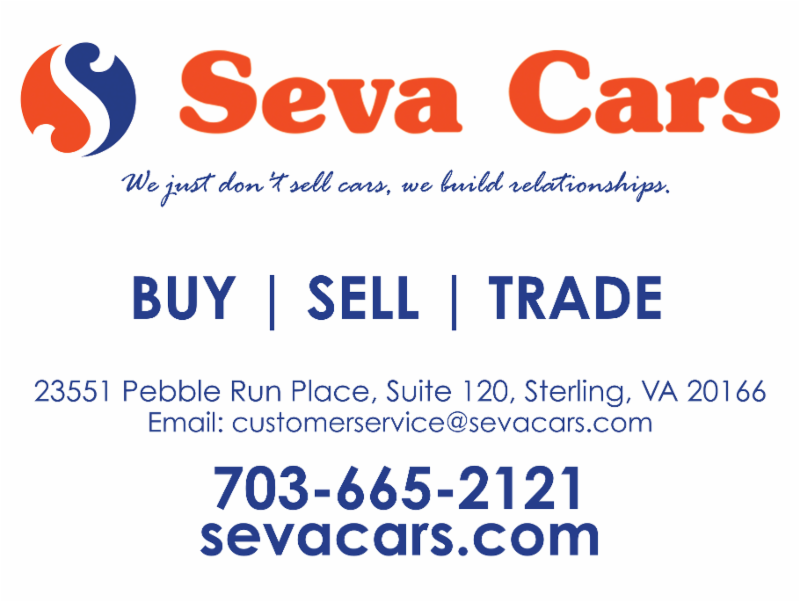 Seva Cars
We just don't sell cars, we build relationships.
BUY | SELL | TRADE
23551 Pebble Run Place, Suite 120, Sterling, VA 20166
Email: customerservice@sevacars.com
703-665-2121
sevacars.com